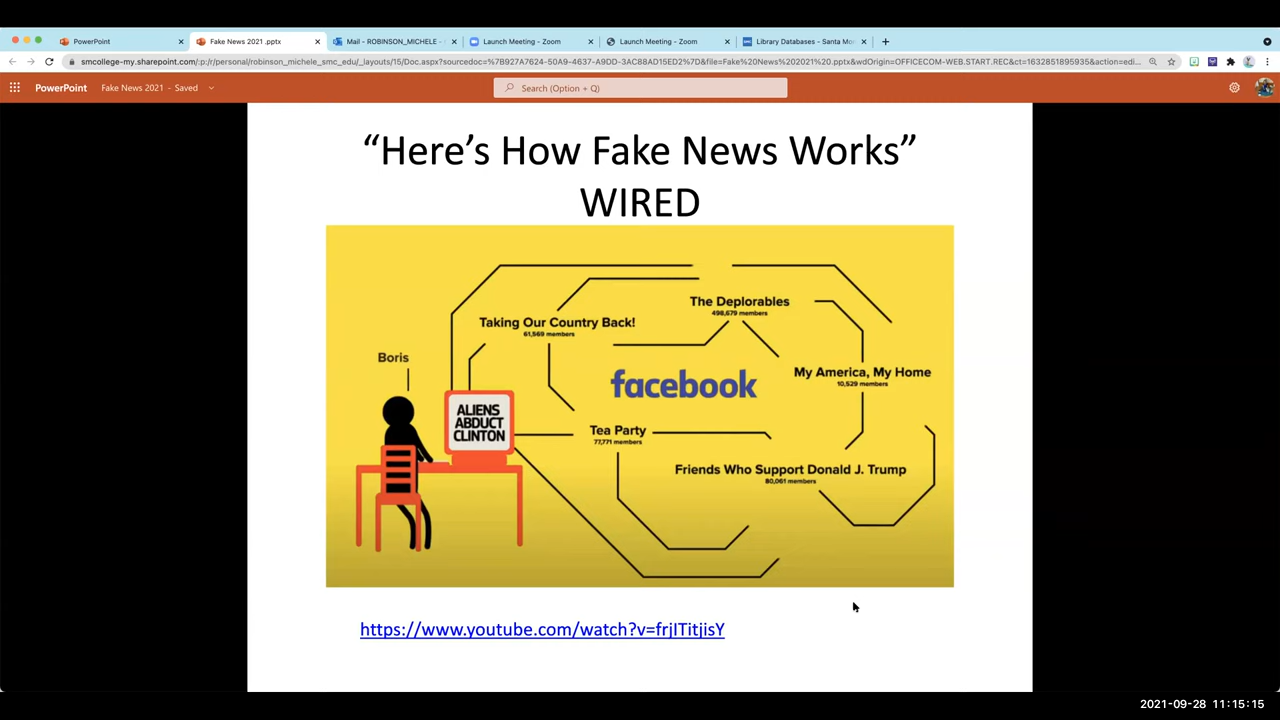 PowerPoint
Fake News 2021 .pptx
Mail - ROBINSON_MICHELE -
Launch Meeting - Zoom
Launch Meeting - Zoom
Library Databases - Santa Mo
smcollege-my.sharepoint.com/:p:/r/personal/robinson_michele_smc_edu/_layouts/15/Doc.aspx?sourcedoc=%7B927A7624-50A9-4637-A9DD-3AC88AD15ED2%7D&file=Fake%20News%202021%20.pptx&wdOrigin=OFFICECOM-WEB.START.REC&ct=1632851895935&action=edi...
PowerPoint
Fake News 2021 - Saved
Search (Option + Q)
“Here’s How Fake News Works”
WIRED
The Deplorables
498,679 members
Taking Our Country Back!
61,569 members
Boris
My America, My Home
10,529 members
facebook
ALIENS
ABDUCT
CLINTON
Tea Party
77,771 members
Friends Who Support Donald J. Trump
80,061 members
https://www.youtube.com/watch?v=frjITitjisY
2021-09-28 11:15:15